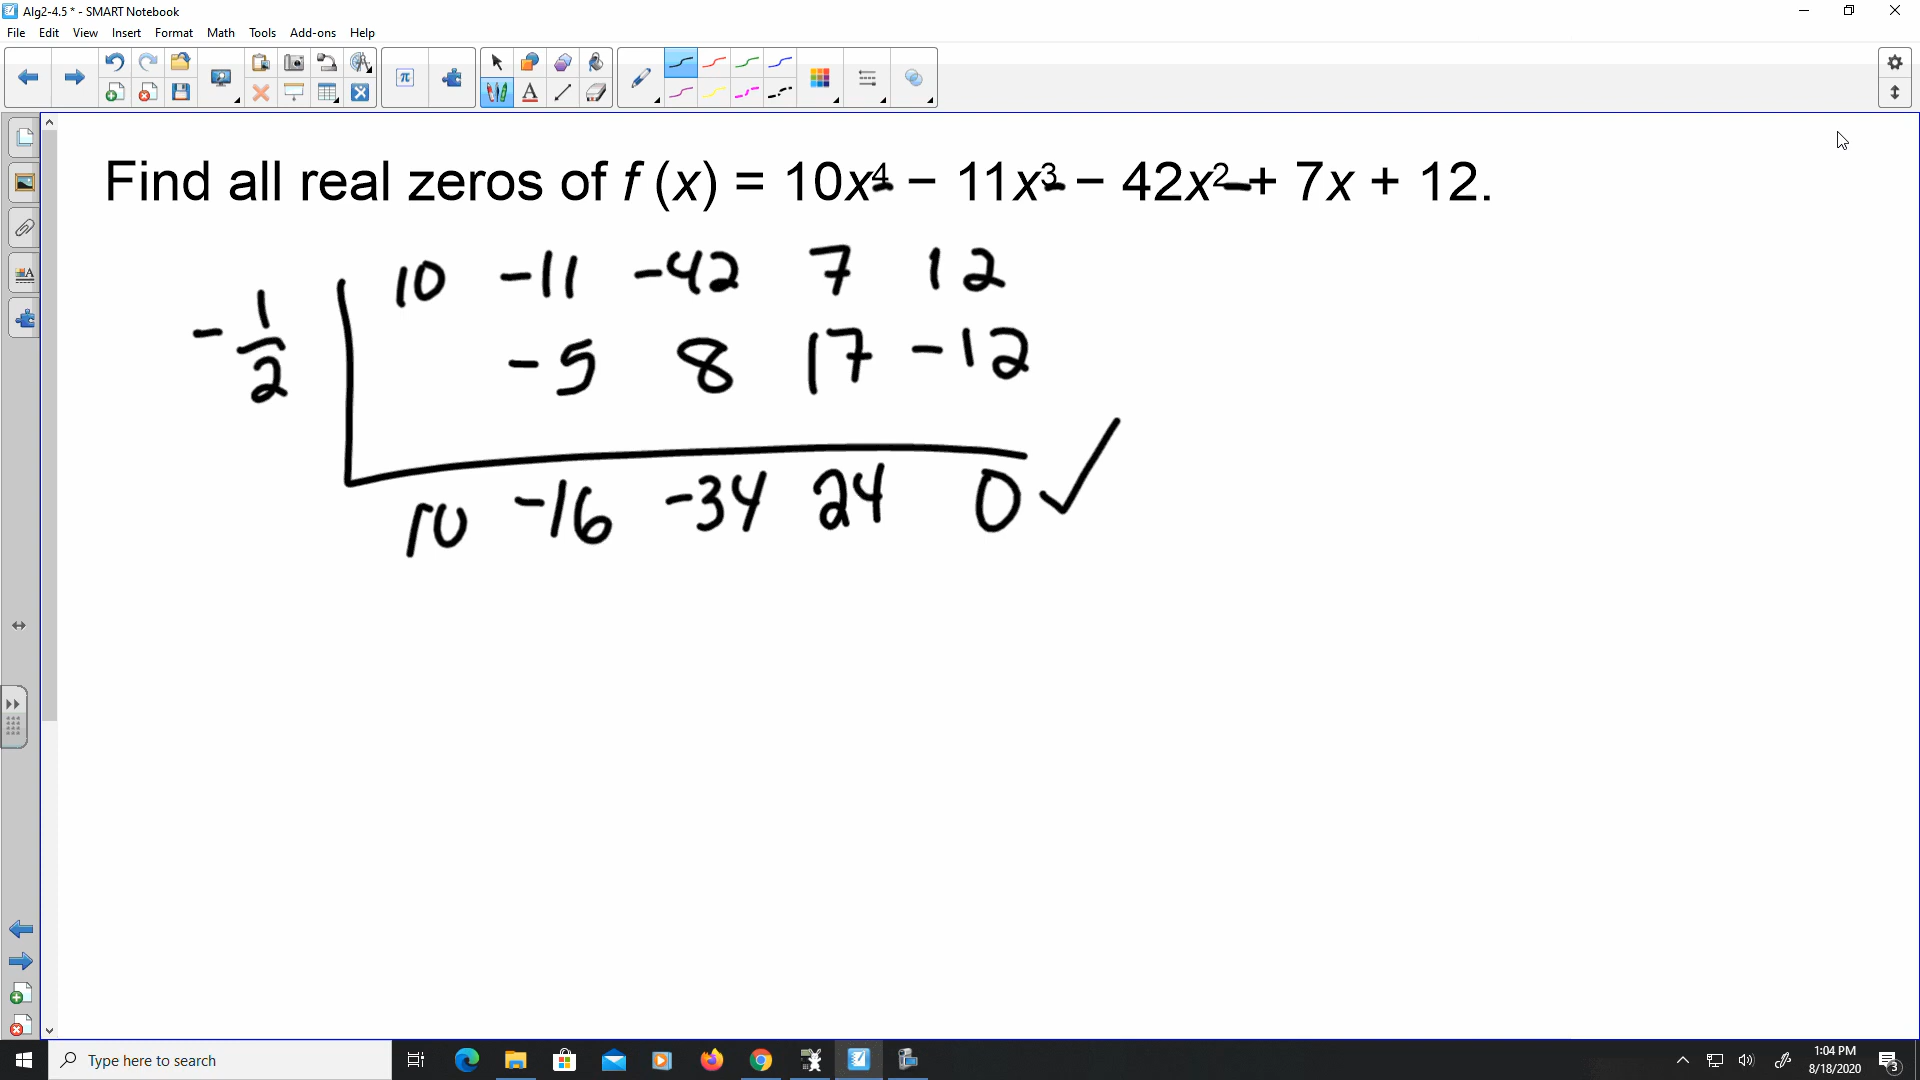 Alg2-4.5 * - SMART Notebook
File Edit View Insert Format Math Tools Add-ons Help
Find all real zeros of f (x) = 10x⁴ − 11x³ − 42x² + 7x + 12.
10 -11 -42 7 12
- 1/2
-5 8 17 -12
10 -16 -34 24 0 ✓
Type here to search
1:04 PM
8/18/2020
3